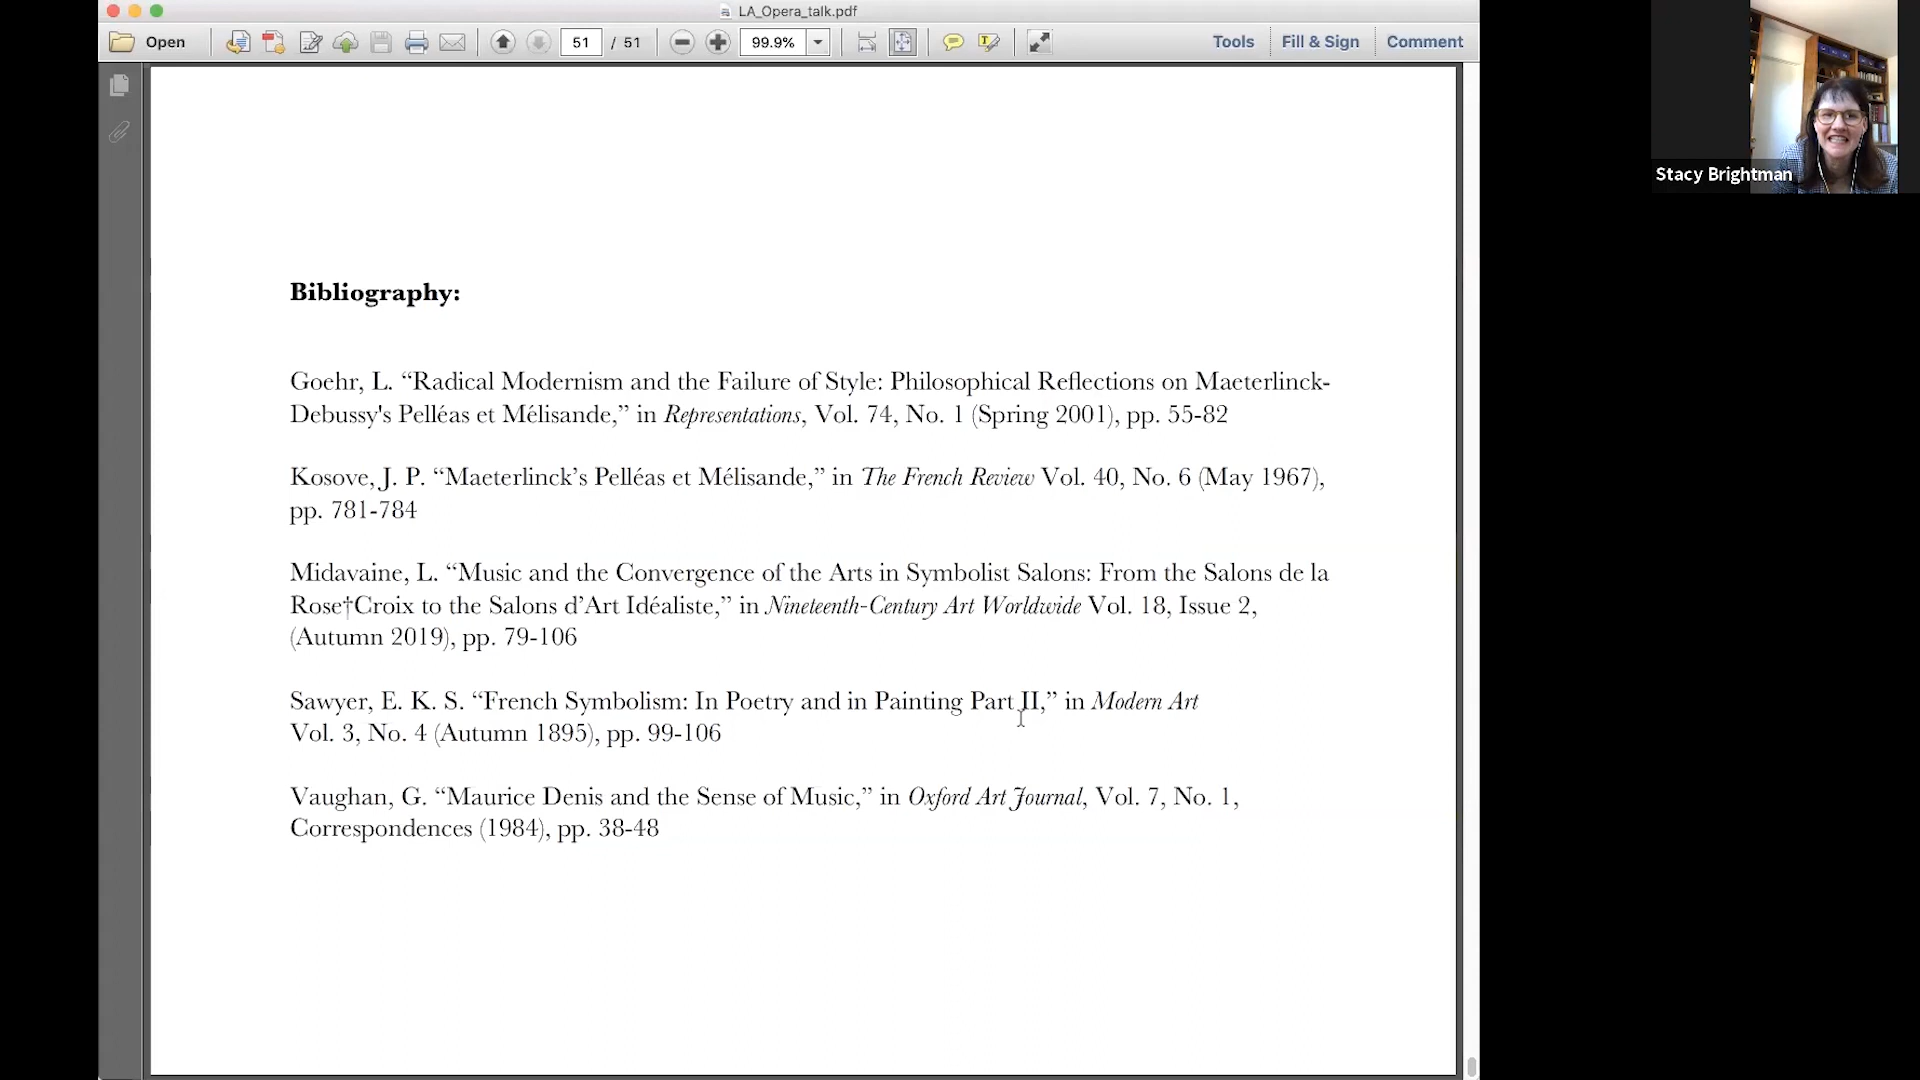 LA_Opera_talk.pdf
Open
51 / 51
99.9%
Tools
Fill & Sign
Comment
Stacy Brightman
Bibliography:
Goehr, L. “Radical Modernism and the Failure of Style: Philosophical Reflections on Maeterlinck-
Debussy's Pelléas et Mélisande,” in Representations, Vol. 74, No. 1 (Spring 2001), pp. 55-82
Kosove, J. P. “Maeterlinck’s Pelléas et Mélisande,” in The French Review Vol. 40, No. 6 (May 1967),
pp. 781-784
Midavaine, L. “Music and the Convergence of the Arts in Symbolist Salons: From the Salons de la
Rose†Croix to the Salons d’Art Idéaliste,” in Nineteenth-Century Art Worldwide Vol. 18, Issue 2,
(Autumn 2019), pp. 79-106
Sawyer, E. K. S. “French Symbolism: In Poetry and in Painting Part II,” in Modern Art
Vol. 3, No. 4 (Autumn 1895), pp. 99-106
Vaughan, G. “Maurice Denis and the Sense of Music,” in Oxford Art Journal, Vol. 7, No. 1,
Correspondences (1984), pp. 38-48